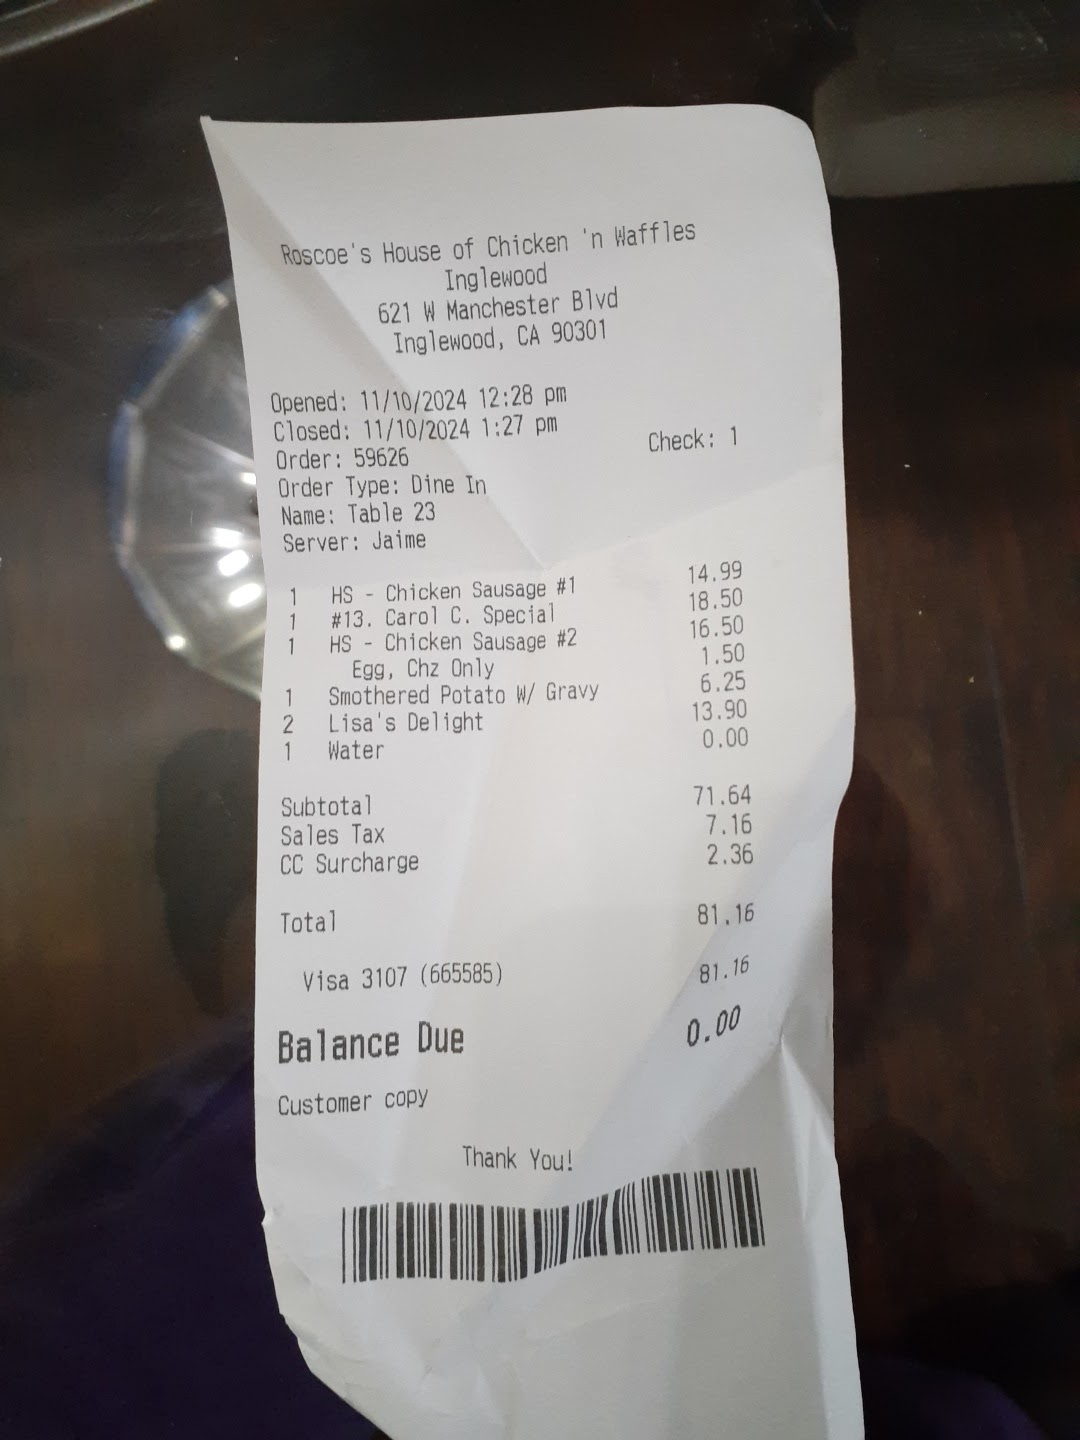 Roscoe's House of Chicken 'n Waffles
Inglewood
621 W Manchester Blvd
Inglewood, CA 90301
Opened: 11/10/2024 12:28 pm
Closed: 11/10/2024 1:27 pm
Order: 59626 Check: 1
Order Type: Dine In
Name: Table 23
Server: Jaime
1 HS - Chicken Sausage #1 14.99
1 #13. Carol C. Special 18.50
1 HS - Chicken Sausage #2 16.50
Egg, Chz Only 1.50
1 Smothered Potato W/ Gravy 6.25
2 Lisa's Delight 13.90
1 Water 0.00
Subtotal 71.64
Sales Tax 7.16
CC Surcharge 2.36
Total 81.16
Visa 3107 (665585) 81.16
Balance Due 0.00
Customer copy
Thank You!